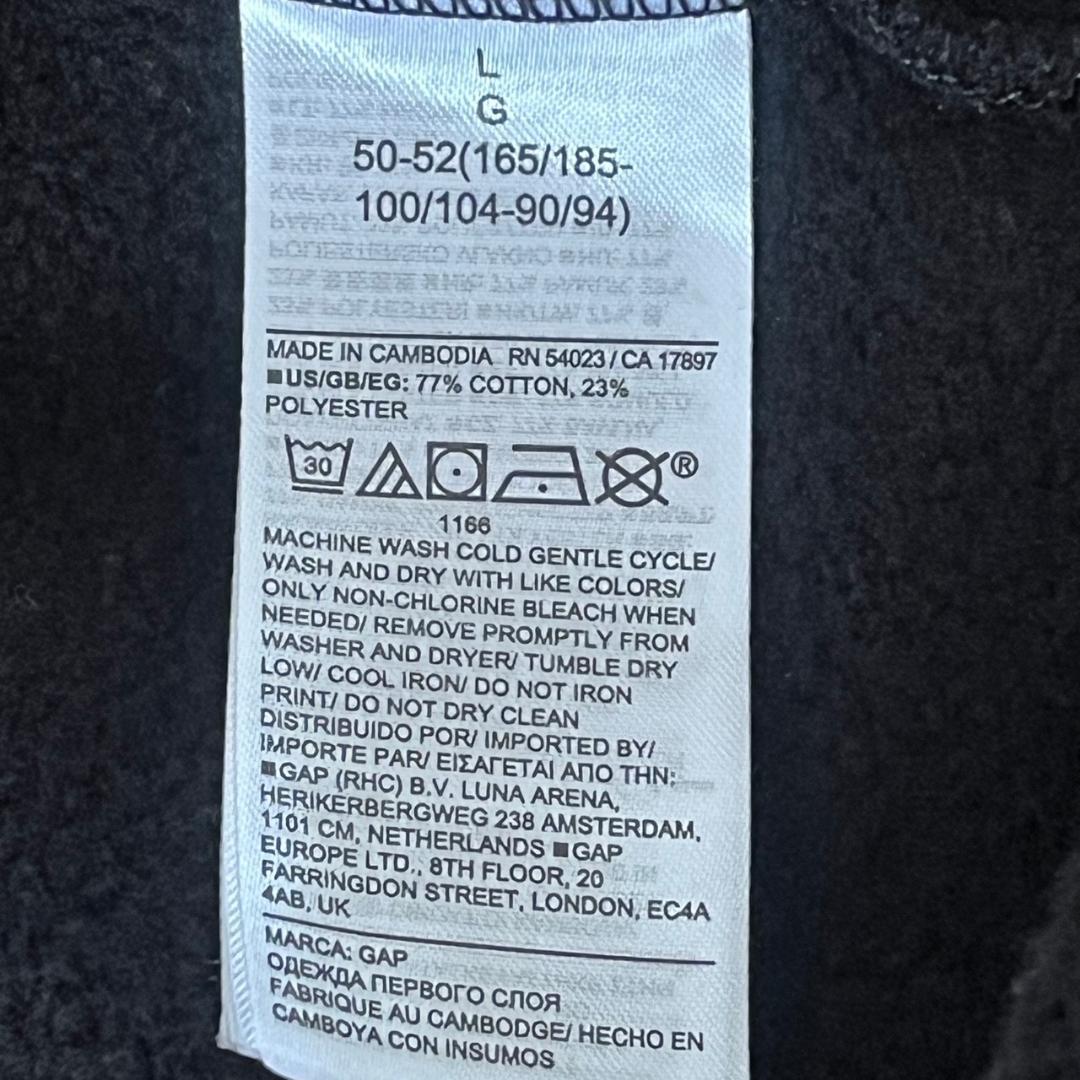 L
G
50-52(165/185-
100/104-90/94)
MADE IN CAMBODIA RN 54023 / CA 17897
■US/GB/EG: 77% COTTON, 23%
POLYESTER
30
®
1166
MACHINE WASH COLD GENTLE CYCLE/
WASH AND DRY WITH LIKE COLORS/
ONLY NON-CHLORINE BLEACH WHEN
NEEDED/ REMOVE PROMPTLY FROM
WASHER AND DRYER/ TUMBLE DRY
LOW/ COOL IRON/ DO NOT IRON
PRINT/ DO NOT DRY CLEAN
DISTRIBUIDO POR/ IMPORTED BY/
IMPORTE PAR/ ΕΙΣΑΓΕΤΑΙ ΑΠΟ ΤΗΝ:
■GAP (RHC) B.V. LUNA ARENA,
HERIKERBERGWEG 238 AMSTERDAM,
1101 CM, NETHERLANDS ■GAP
EUROPE LTD., 8TH FLOOR, 20
FARRINGDON STREET, LONDON, EC4A
4AB, UK
MARCA: GAP
ОДЕЖДА ПЕРВОГО СЛОЯ
FABRIQUE AU CAMBODGE/ HECHO EN
CAMBOYA CON INSUMOS